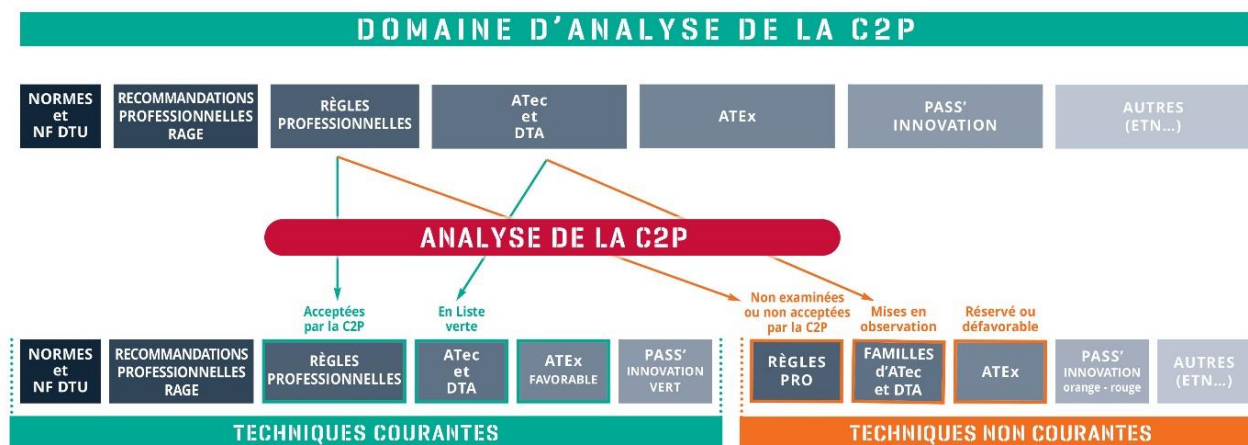 DOMAINE D'ANALYSE DE LA C2P
NORMES
et
NF DTU
RECOMMANDATIONS
PROFESSIONNELLES
RAGE
RÈGLES
PROFESSIONNELLES
ATec
et
DTA
ATEx
PASS'
INNOVATION
AUTRES
(ETN...)
ANALYSE DE LA C2P
Acceptées
par la C2P
En Liste
verte
Non examinées
ou non acceptées
par la C2P
Mises en
observation
Réservé ou
défavorable
NORMES
et
NF DTU
RECOMMANDATIONS
PROFESSIONNELLES
RAGE
RÈGLES
PROFESSIONNELLES
ATec
et
DTA
ATEx
FAVORABLE
PASS'
INNOVATION
VERT
RÈGLES
PRO
FAMILLES
d'ATec
et DTA
ATEx
PASS'
INNOVATION
orange - rouge
AUTRES
(ETN...)
TECHNIQUES COURANTES
TECHNIQUES NON COURANTES